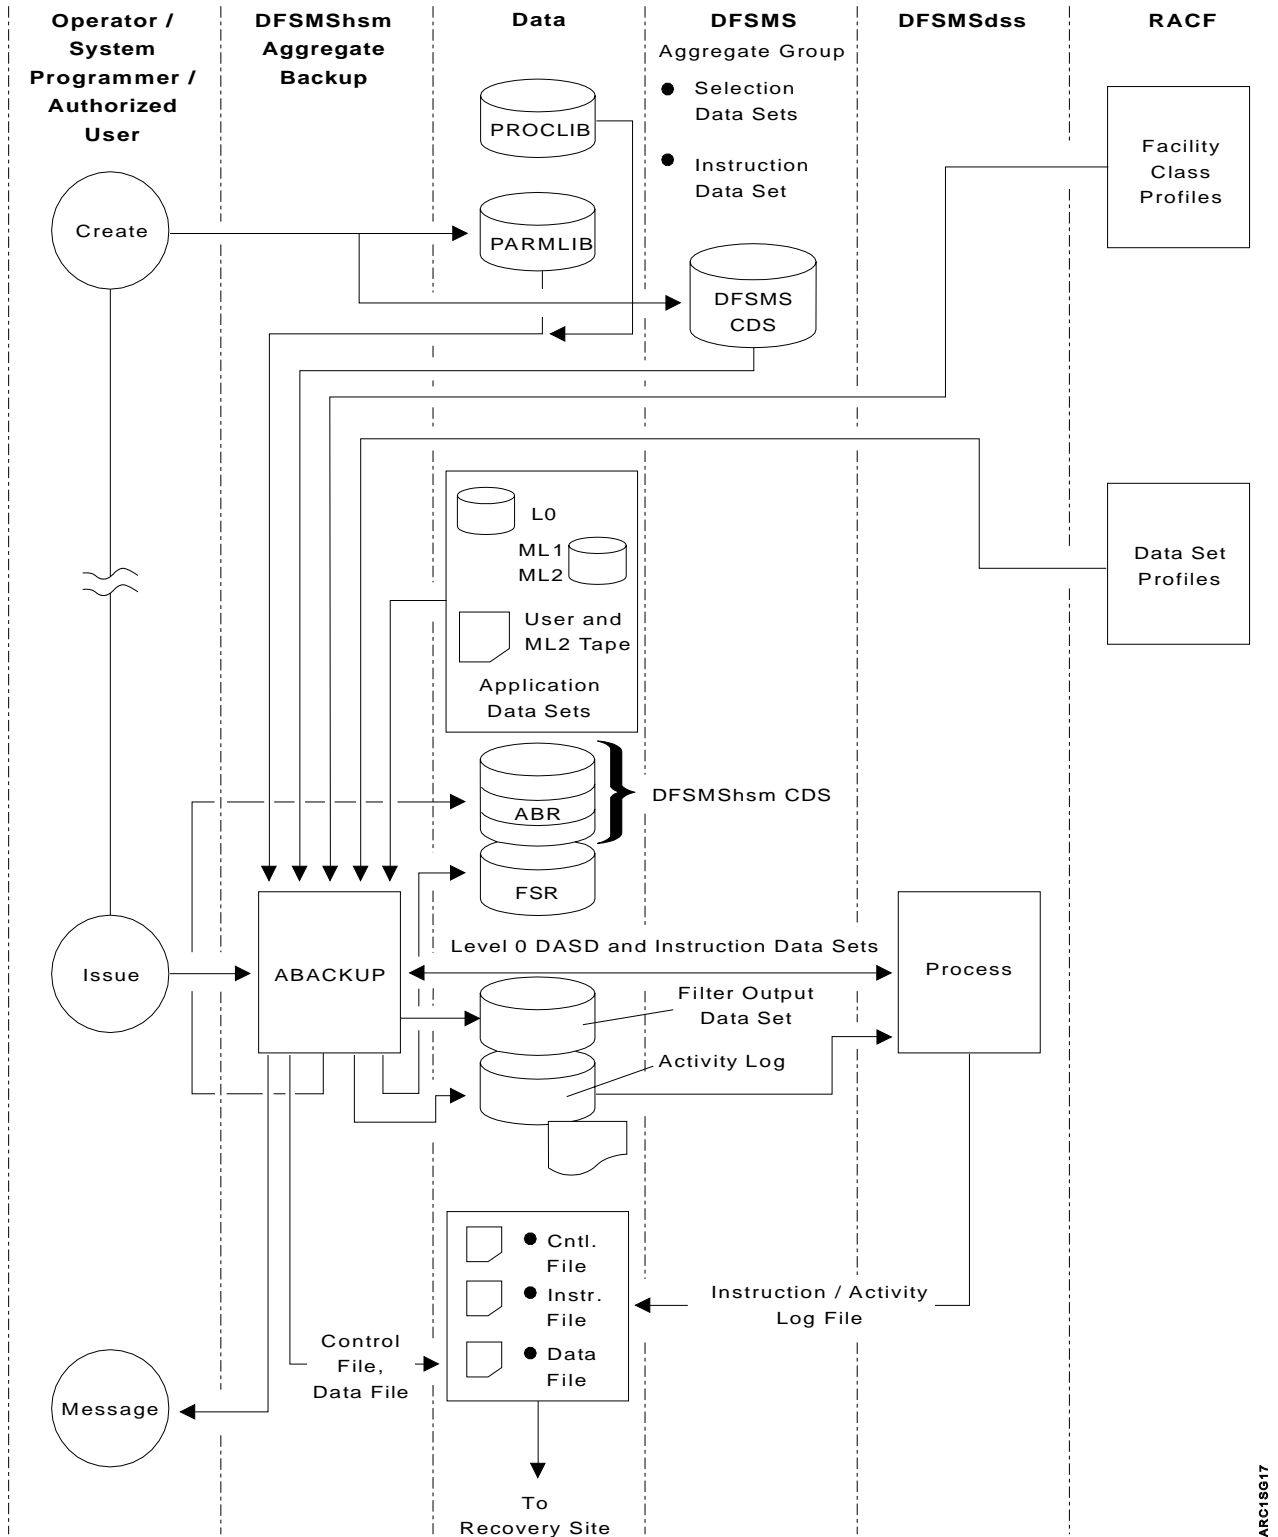 Operator /
System
Programmer /
Authorized
User
DFSMShsm
Aggregate
Backup
Data
DFSMS
Aggregate Group
● Selection
Data Sets
● Instruction
Data Set
DFSMSdss
RACF
PROCLIB
Facility
Class
Profiles
Create
PARMLIB
DFSMS
CDS
L0
ML1
ML2
User and
ML2 Tape
Application
Data Sets
Data Set
Profiles
ABR
DFSMShsm CDS
FSR
Issue
ABACKUP
Level 0 DASD and Instruction Data Sets
Process
Filter Output
Data Set
Activity Log
● Cntl.
File
● Instr.
File
● Data
File
Instruction / Activity
Log File
Control
File,
Data File
Message
To
Recovery Site
ARC1SG17